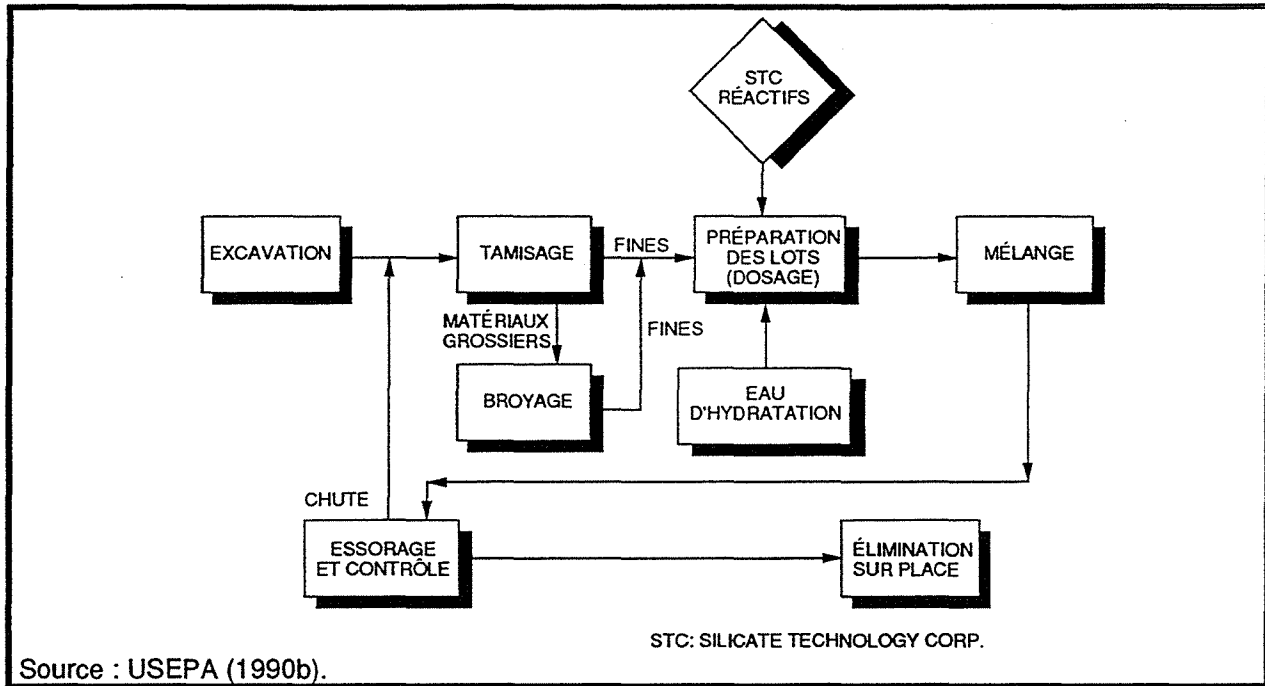 STC
RÉACTIFS
EXCAVATION
TAMISAGE
FINES
PRÉPARATION
DES LOTS
(DOSAGE)
MÉLANGE
MATÉRIAUX
GROSSIERS
FINES
BROYAGE
EAU
D'HYDRATATION
CHUTE
ESSORAGE
ET CONTRÔLE
ÉLIMINATION
SUR PLACE
STC: SILICATE TECHNOLOGY CORP.
Source : USEPA (1990b).